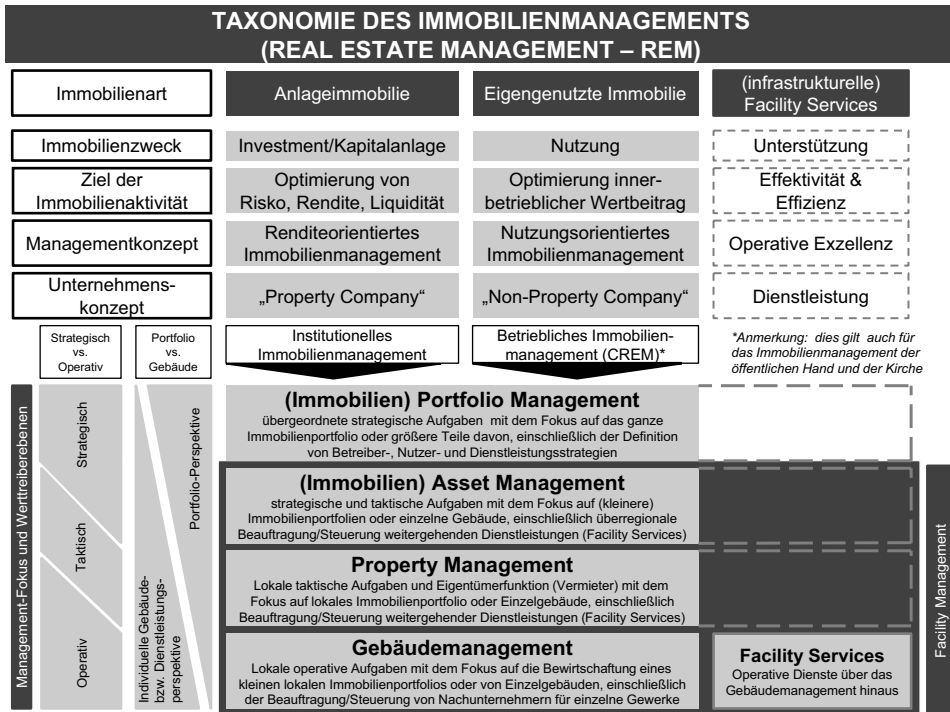 TAXONOMIE DES IMMOBILIENMANAGEMENTS
(REAL ESTATE MANAGEMENT – REM)
Immobilienart
Anlageimmobilie
Eigengenutzte Immobilie
(infrastrukturelle)
Facility Services
Immobilienzweck
Investment/Kapitalanlage
Nutzung
Unterstützung
Ziel der
Immobilienaktivität
Optimierung von
Risko, Rendite, Liquidität
Optimierung inner-
betrieblicher Wertbeitrag
Effektivität &
Effizienz
Managementkonzept
Renditeorientiertes
Immobilienmanagement
Nutzungsorientiertes
Immobilienmanagement
Operative Exzellenz
Unternehmens-
konzept
„Property Company“
„Non-Property Company“
Dienstleistung
Strategisch
vs.
Operativ
Portfolio
vs.
Gebäude
Institutionelles
Immobilienmanagement
Betriebliches Immobilien-
management (CREM)*
*Anmerkung: dies gilt auch für
das Immobilienmanagement der
öffentlichen Hand und der Kirche
Management-Fokus und Werttreiberebenen
Strategisch
Taktisch
Operativ
Portfolio-Perspektive
Individuelle Gebäude-
bzw. Dienstleistungs-
perspektive
(Immobilien) Portfolio Management
übergeordnete strategische Aufgaben mit dem Fokus auf das ganze
Immobilienportfolio oder größere Teile davon, einschließlich der Definition
von Betreiber-, Nutzer- und Dienstleistungsstrategien
(Immobilien) Asset Management
strategische und taktische Aufgaben mit dem Fokus auf (kleinere)
Immobilienportfolien oder einzelne Gebäude, einschließlich überregionale
Beauftragung/Steuerung weitergehenden Dienstleistungen (Facility Services)
Property Management
Lokale taktische Aufgaben und Eigentümerfunktion (Vermieter) mit dem
Fokus auf lokales Immobilienportfolio oder Einzelgebäude, einschließlich
Beauftragung/Steuerung weitergehender Dienstleistungen (Facility Services)
Gebäudemanagement
Lokale operative Aufgaben mit dem Fokus auf die Bewirtschaftung eines
kleinen lokalen Immobilienportfolios oder von Einzelgebäuden, einschließlich
der Beauftragung/Steuerung von Nachunternehmern für einzelne Gewerke
Facility Services
Operative Dienste über das
Gebäudemanagement hinaus
Facility Management